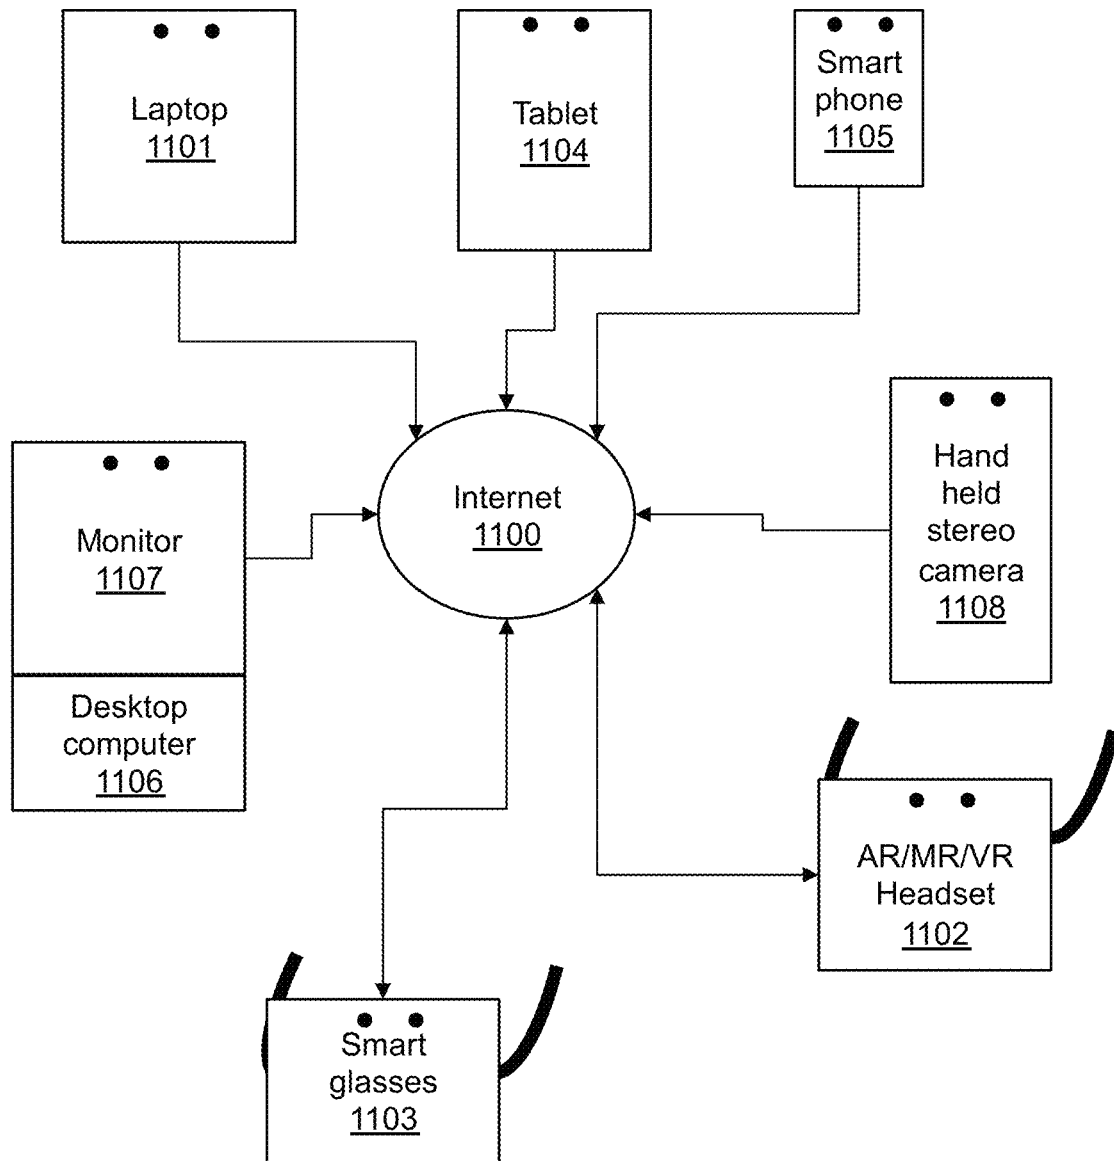 Laptop
1101
Tablet
1104
Smart
phone
1105
Monitor
1107
Desktop
computer
1106
Internet
1100
Hand
held
stereo
camera
1108
AR/MR/VR
Headset
1102
Smart
glasses
1103